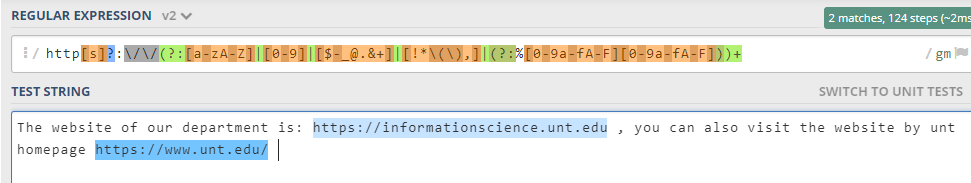 REGULAR EXPRESSION v2
2 matches, 124 steps (~2ms
/ http[s]?:\/\/(?:[a-zA-Z]|[0-9]|[$-_@.&+]|[!*\(\),]|(?:%[0-9a-fA-F][0-9a-fA-F]))+ / gm
TEST STRING SWITCH TO UNIT TESTS
The website of our department is: https://informationscience.unt.edu , you can also visit the website by unt
homepage https://www.unt.edu/